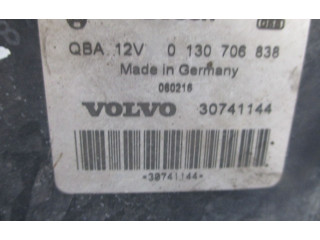 QBA 12V 0 130 706 838
Made in Germany
060216
VOLVO 30741144
*30741144*